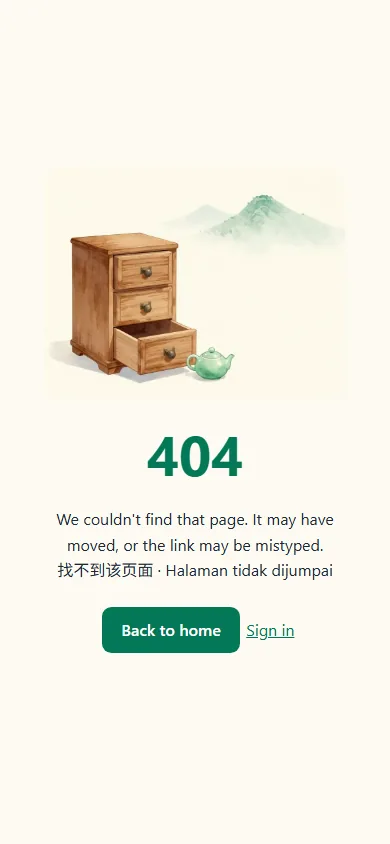 404
We couldn't find that page. It may have
moved, or the link may be mistyped.
找不到该页面 · Halaman tidak dijumpai
Back to home Sign in